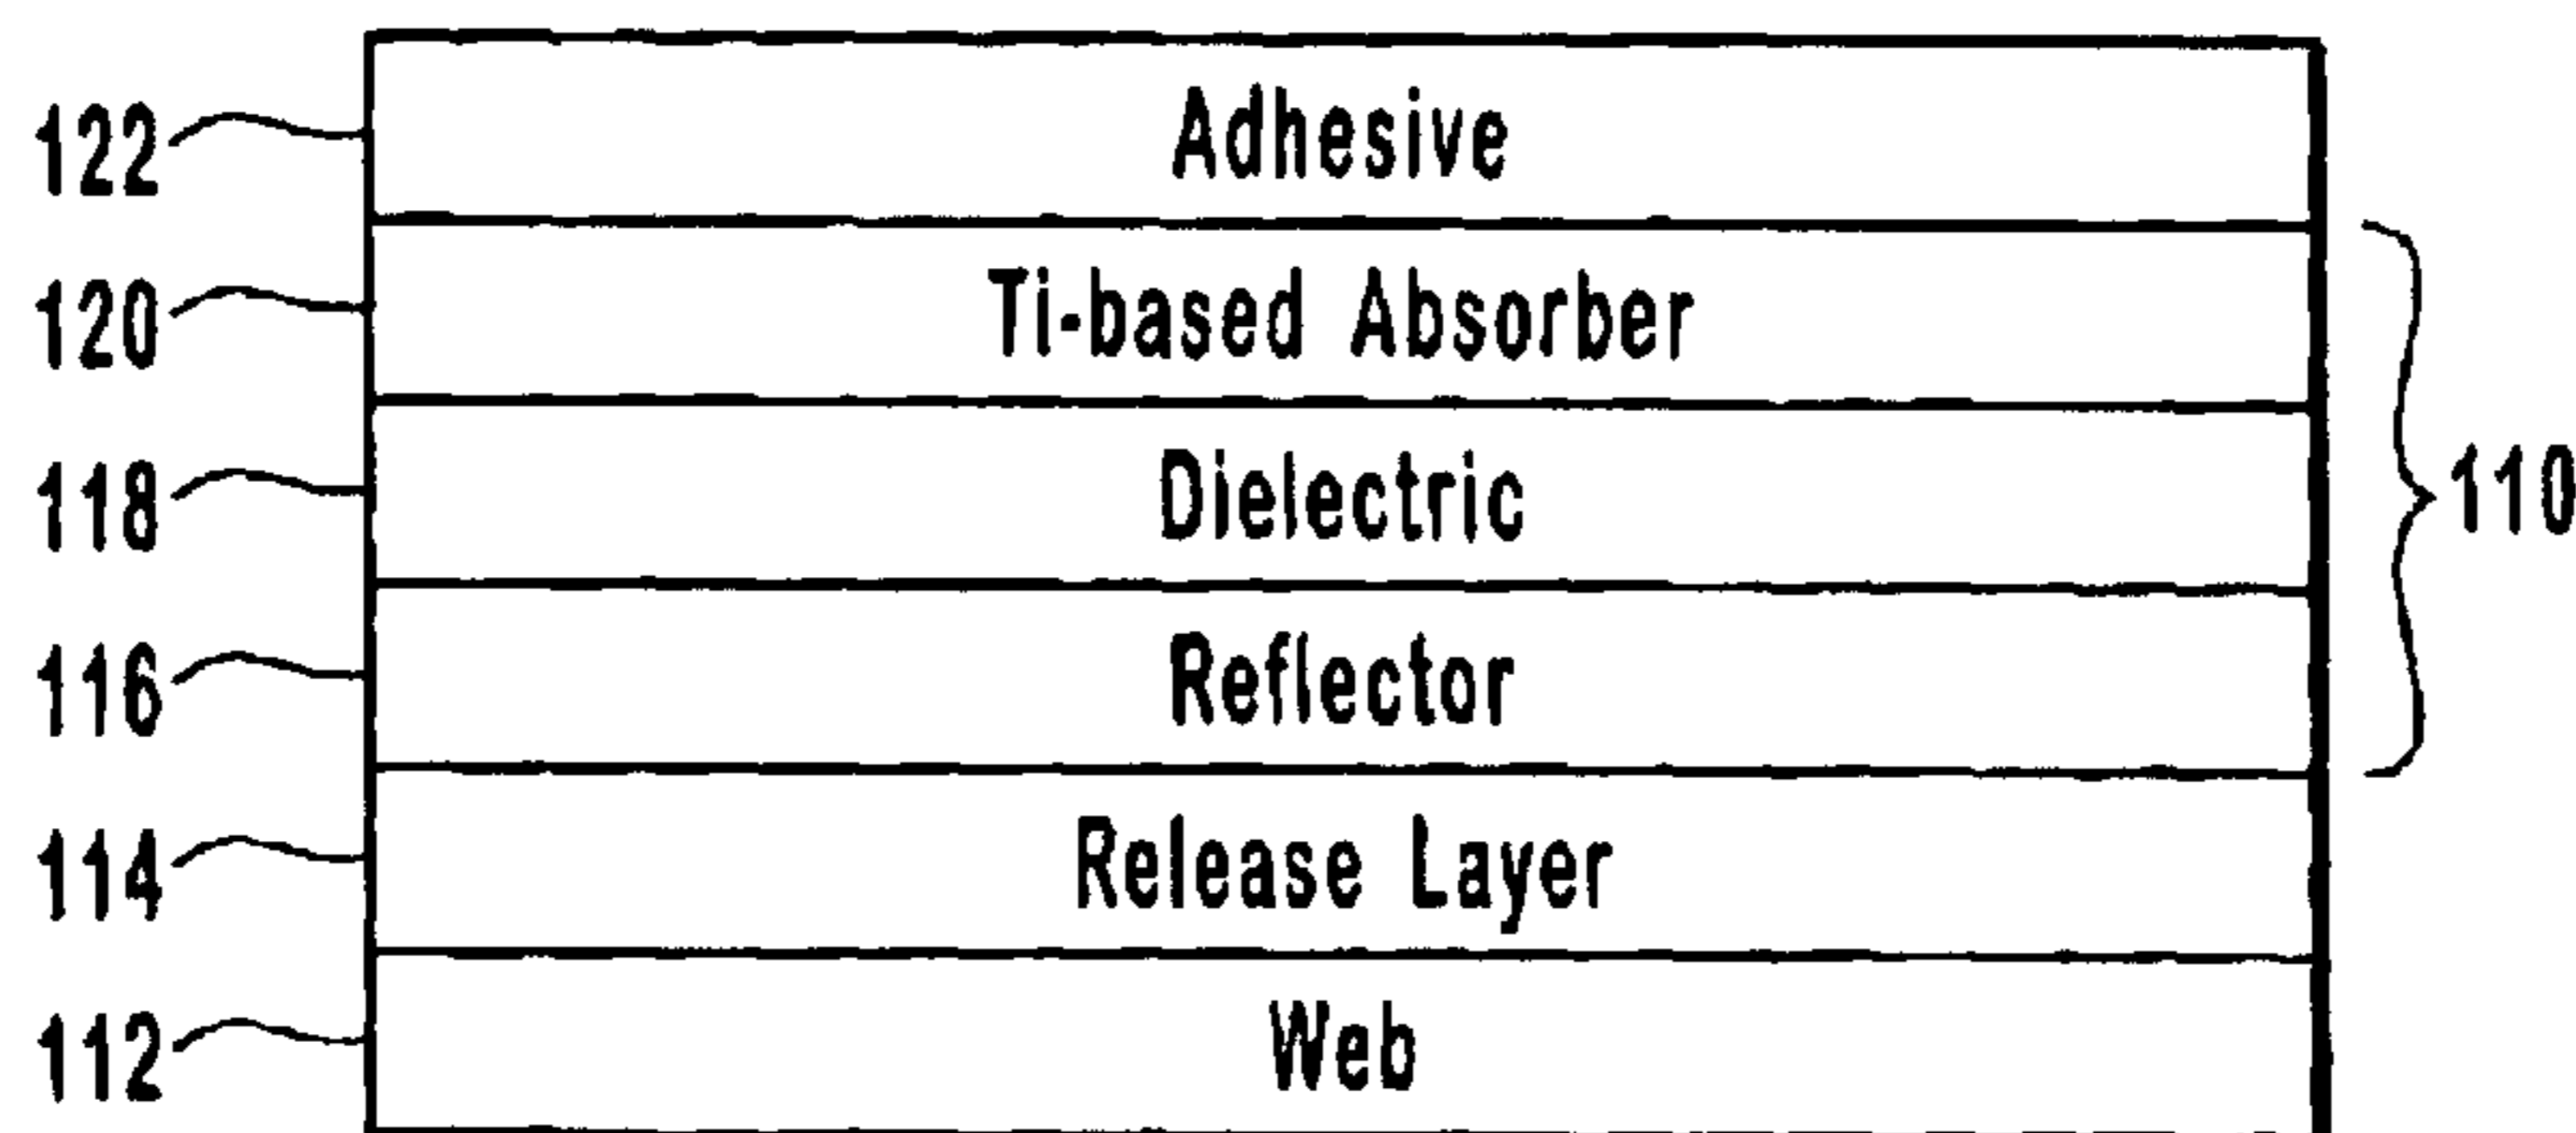 122 Adhesive
120 Ti-based Absorber
118 Dielectric
110
116 Reflector
114 Release Layer
112 Web